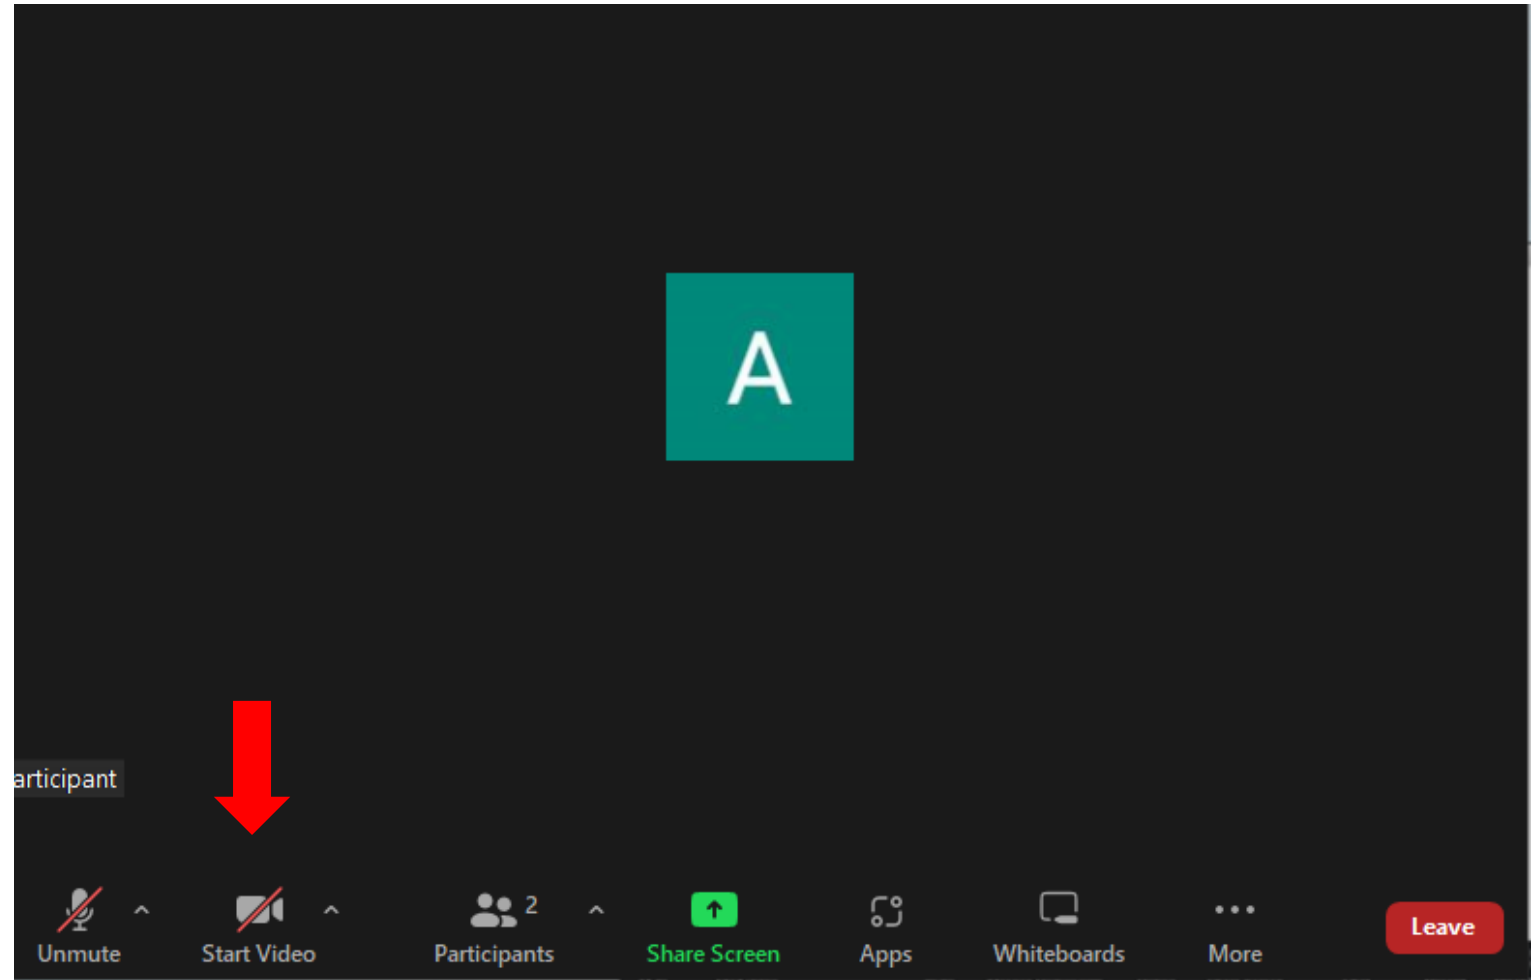 A
articipant
2
Unmute
Start Video
Participants
Share Screen
Apps
Whiteboards
More
Leave